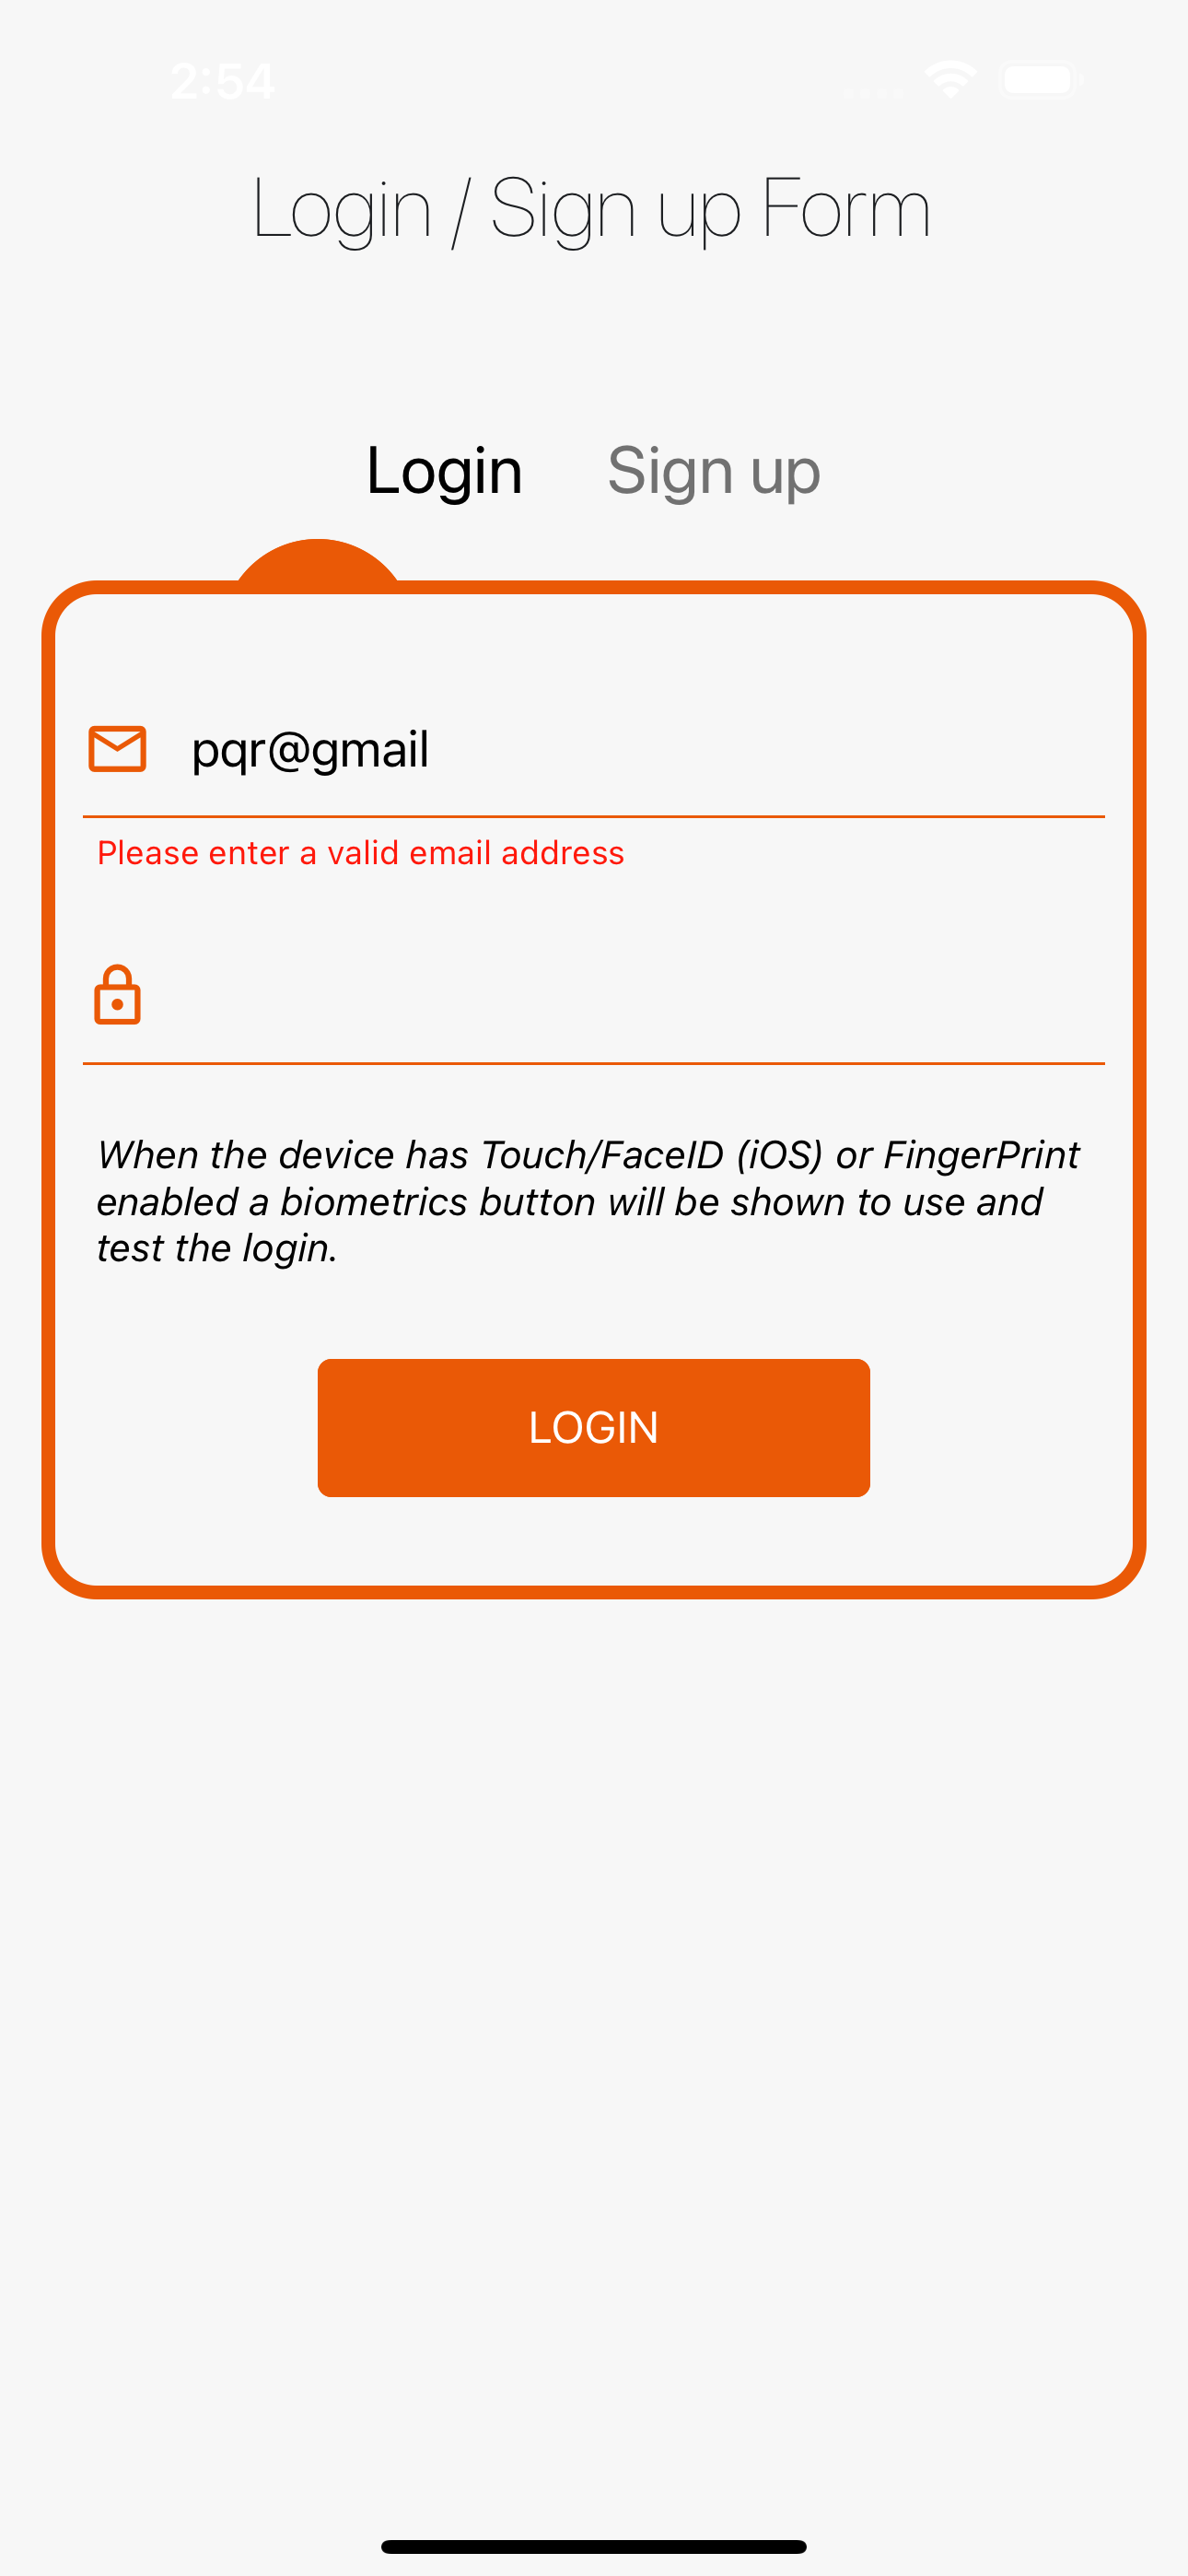 2:54
Login / Sign up Form
Login Sign up
pqr@gmail
Please enter a valid email address
When the device has Touch/FaceID (iOS) or FingerPrint
enabled a biometrics button will be shown to use and
test the login.
LOGIN